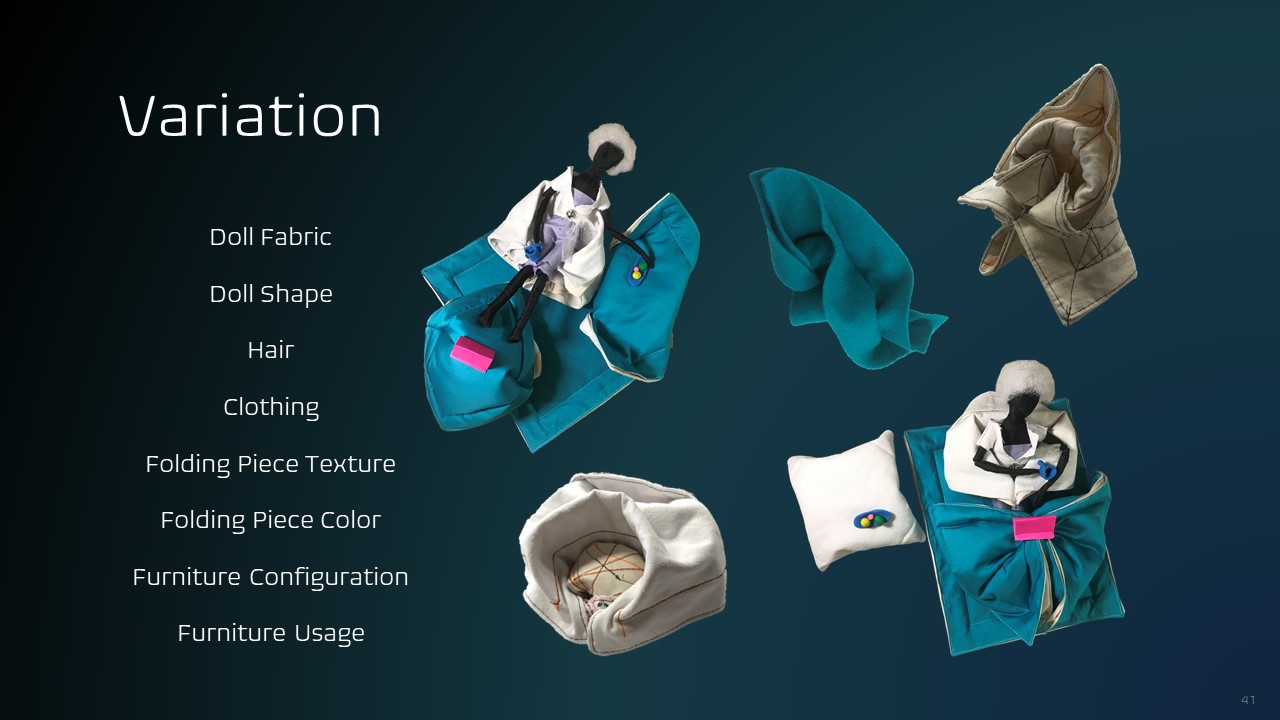 Variation
Doll Fabric
Doll Shape
Hair
Clothing
Folding Piece Texture
Folding Piece Color
Furniture Configuration
Furniture Usage
41